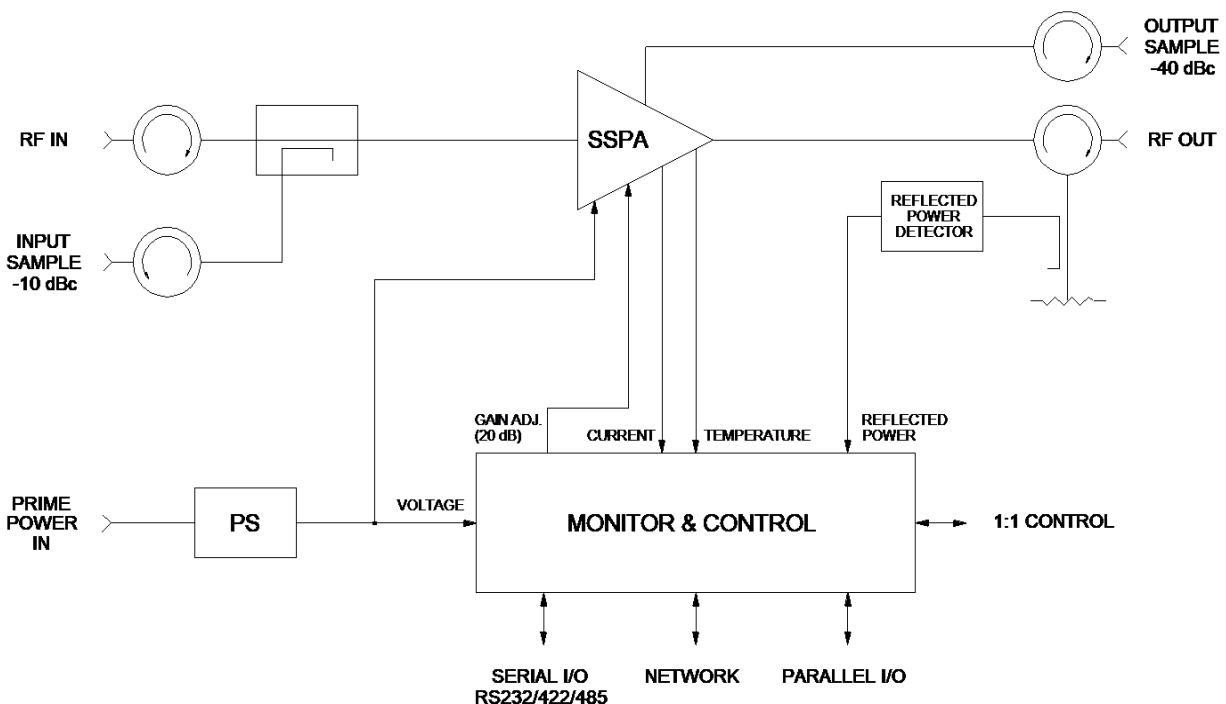 OUTPUT
SAMPLE
-40 dBc
RF IN
SSPA
RF OUT
REFLECTED
POWER
DETECTOR
INPUT
SAMPLE
-10 dBc
GAIN ADJ.
(20 dB)
CURRENT
TEMPERATURE
REFLECTED
POWER
PRIME
POWER
IN
PS
VOLTAGE
MONITOR & CONTROL
1:1 CONTROL
SERIAL I/O
RS232/422/485
NETWORK
PARALLEL I/O